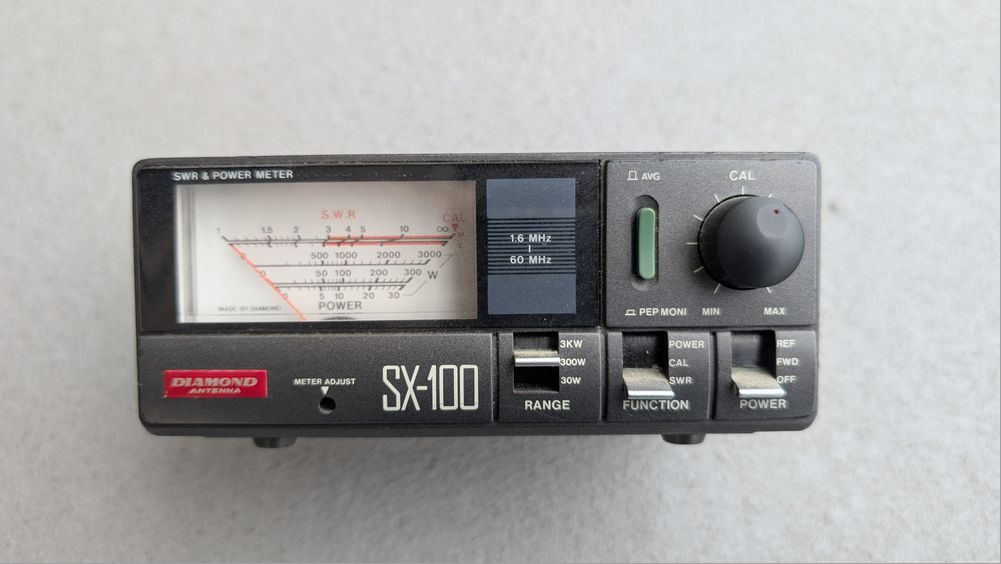 SWR & POWER METER
S.W.R
CAL
1 1.5 2 3 4 5 10 ∞
0 500 1000 2000 3000
0 50 100 200 300 W
0 5 10 20 30
MADE BY DIAMOND
POWER
1.6 MHz
60 MHz
AVG
CAL
PEP MONI
MIN
MAX
DIAMOND
ANTENNA
METER ADJUST
SX-100
3KW
300W
30W
RANGE
POWER
CAL
SWR
FUNCTION
REF
FWD
OFF
POWER